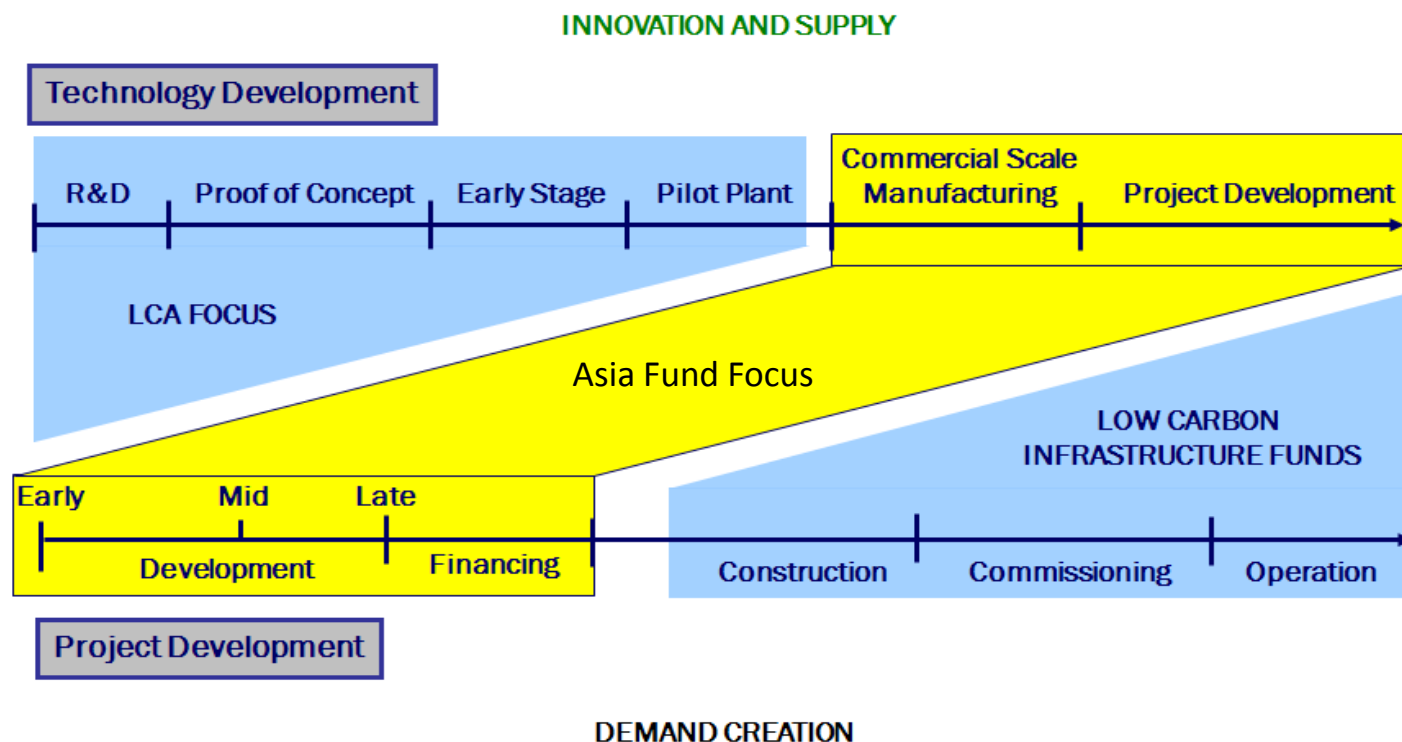 INNOVATION AND SUPPLY
Technology Development
R&D
Proof of Concept
Early Stage
Pilot Plant
Commercial Scale
Manufacturing
Project Development
LCA FOCUS
Asia Fund Focus
LOW CARBON
INFRASTRUCTURE FUNDS
Early
Mid
Late
Development
Financing
Construction
Commissioning
Operation
Project Development
DEMAND CREATION